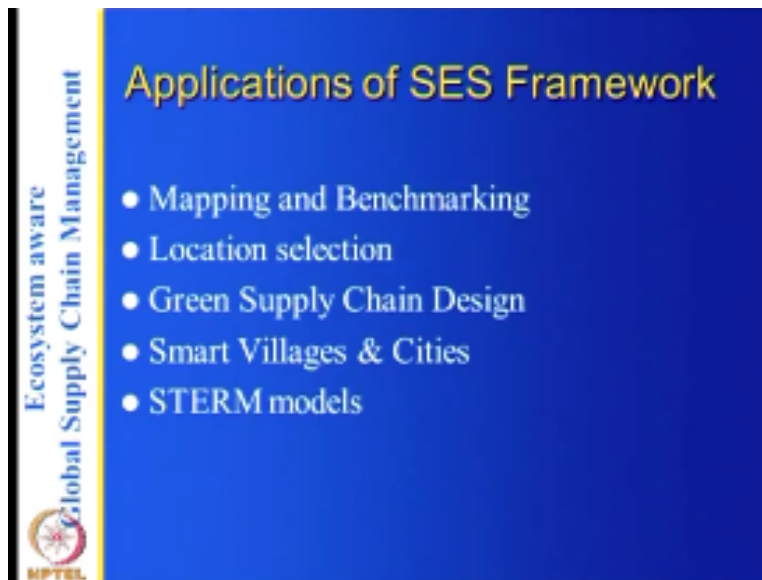 Applications of SES Framework
Mapping and Benchmarking
Location selection
Green Supply Chain Design
Smart Villages & Cities
STERM models
Ecosystem aware
Global Supply Chain Management
NPTEL